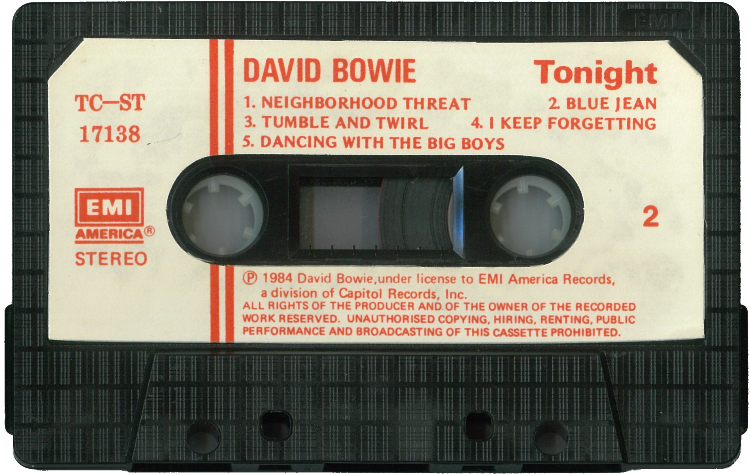 DAVID BOWIE Tonight
TC-ST
17138
1. NEIGHBORHOOD THREAT 2. BLUE JEAN
3. TUMBLE AND TWIRL 4. I KEEP FORGETTING
5. DANCING WITH THE BIG BOYS
EMI
AMERICA®
STEREO
2
Ⓟ 1984 David Bowie,under license to EMI America Records,
a division of Capitol Records, Inc.
ALL RIGHTS OF THE PRODUCER AND OF THE OWNER OF THE RECORDED
WORK RESERVED. UNAUTHORISED COPYING, HIRING, RENTING, PUBLIC
PERFORMANCE AND BROADCASTING OF THIS CASSETTE PROHIBITED.
EMI